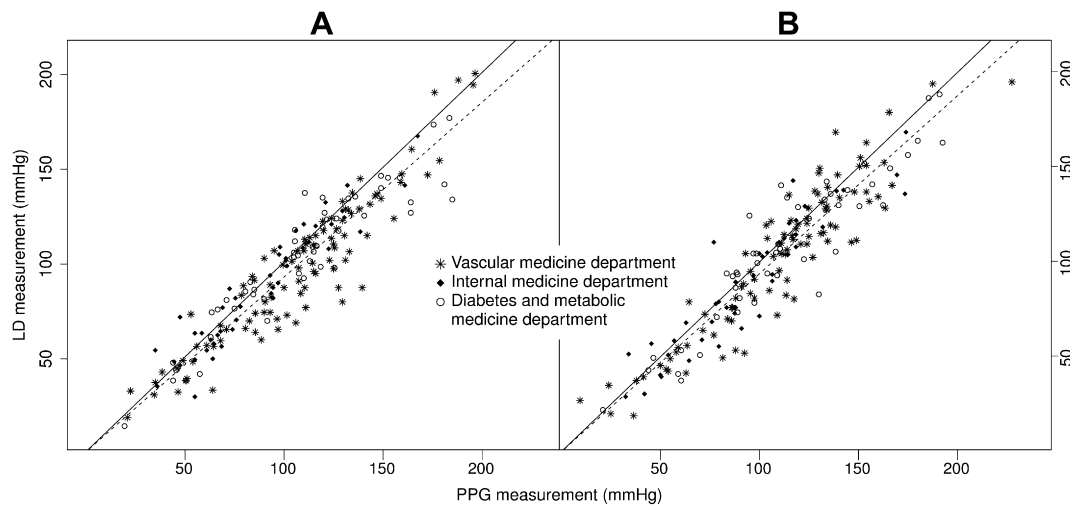 A
B
200
150
100
50
LD measurement (mmHg)
Vascular medicine department
Internal medicine department
Diabetes and metabolic
medicine department
200
150
100
50
50 100 150 200
50 100 150 200
PPG measurement (mmHg)